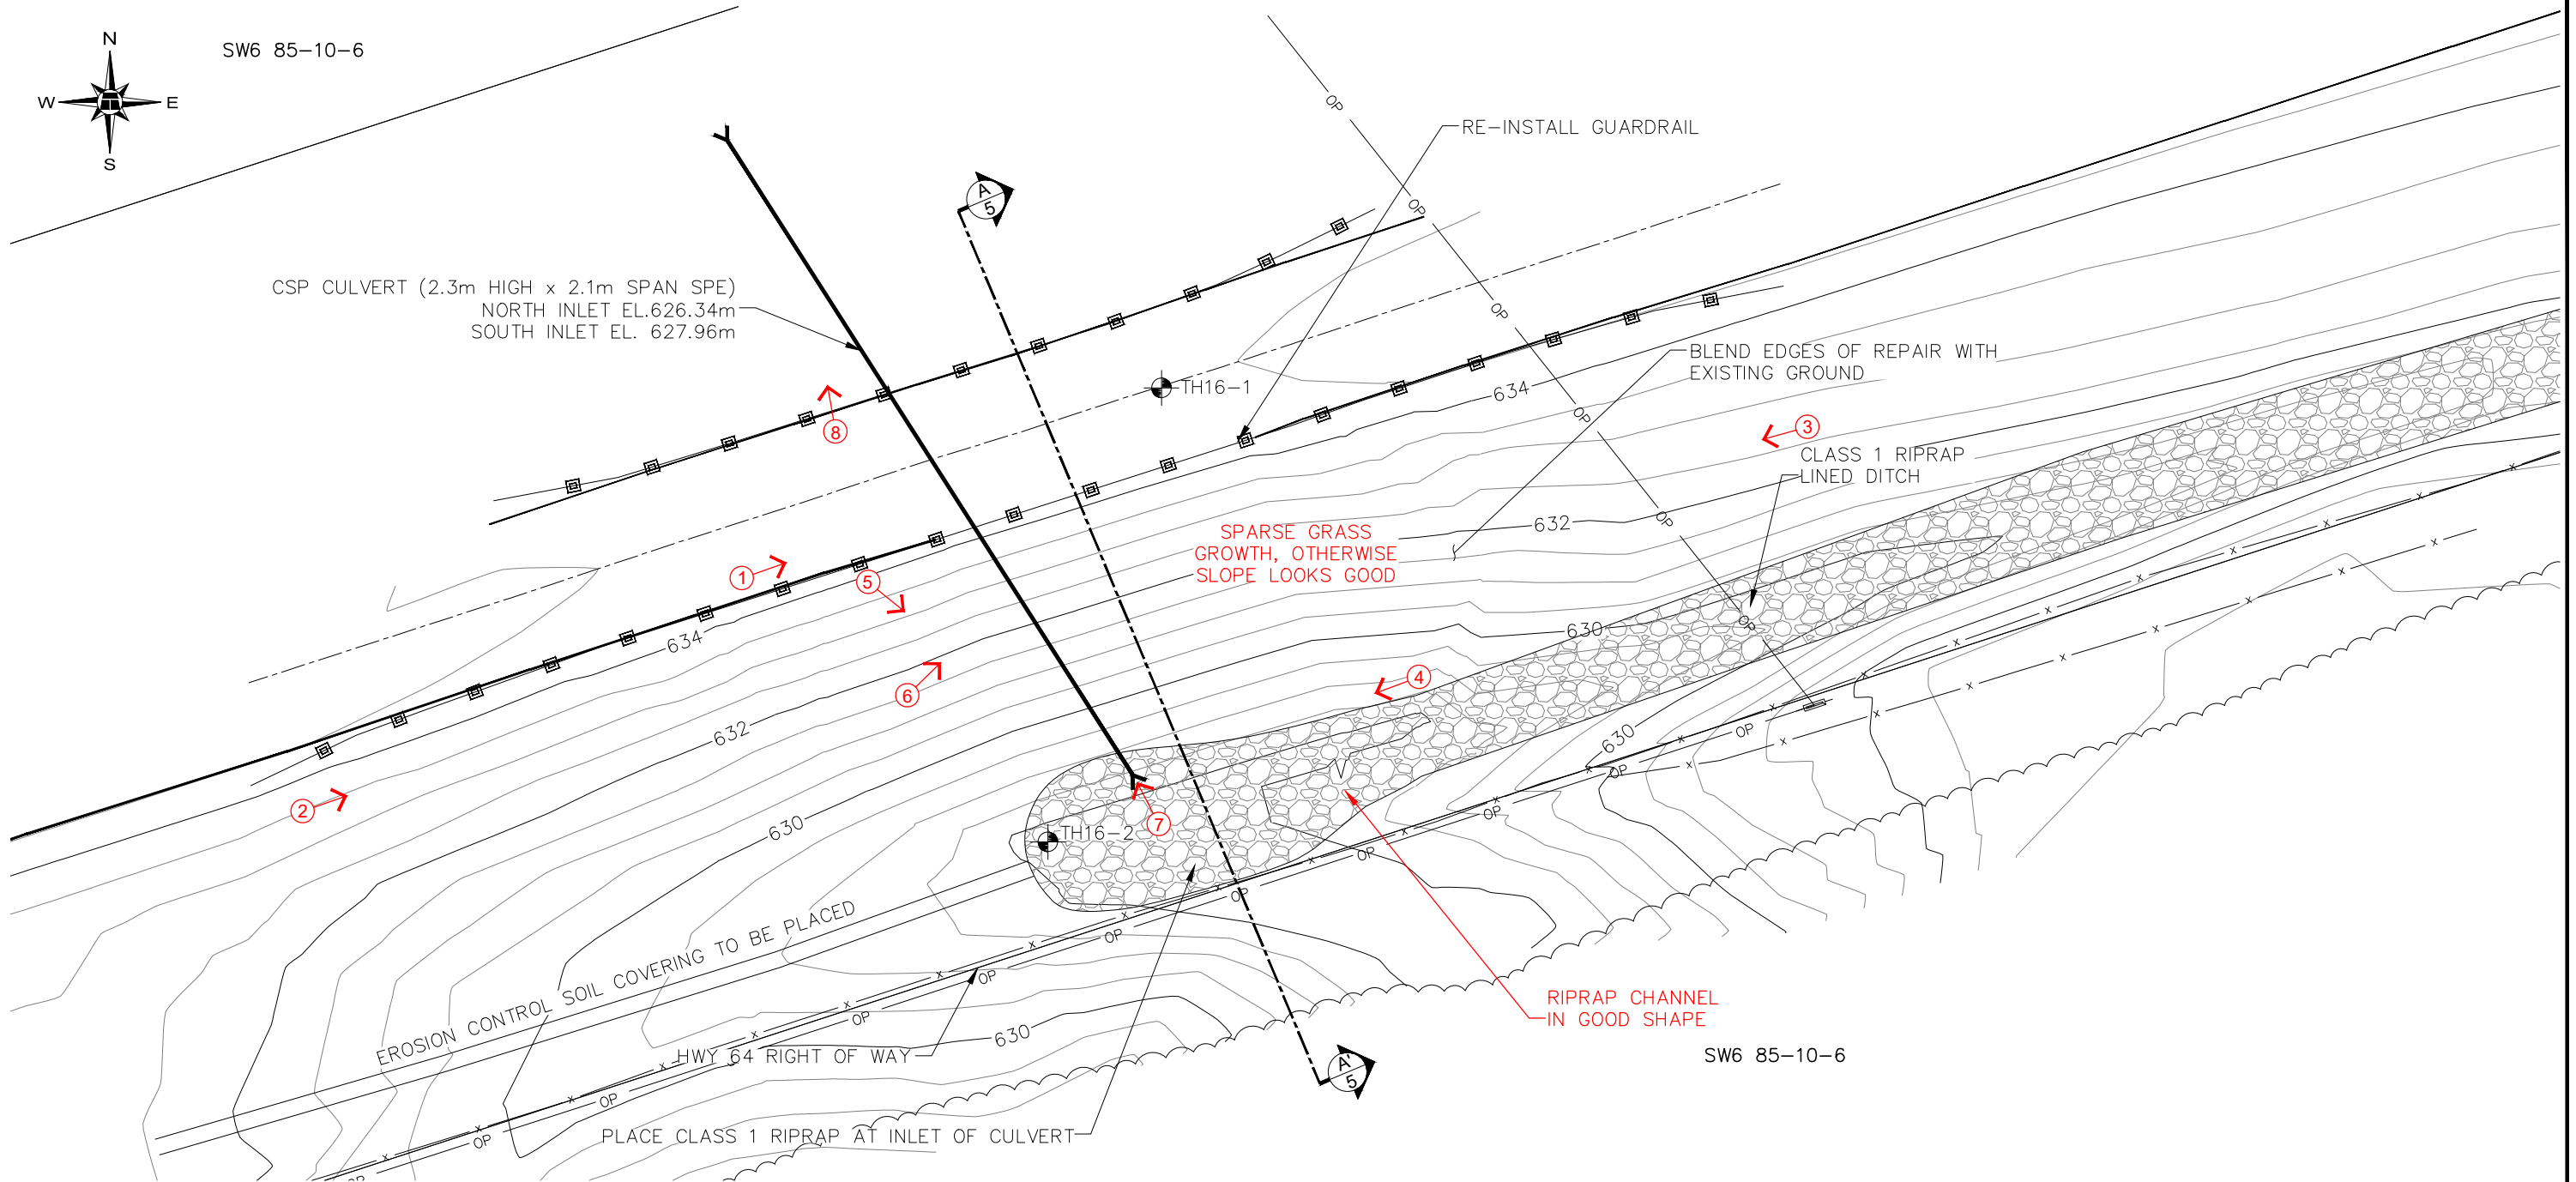 N
SW6 85-10-6
W
E
S
OP
A
5
RE-INSTALL GUARDRAIL
OP
CSP CULVERT (2.3m HIGH x 2.1m SPAN SPE)
NORTH INLET EL.626.34m
SOUTH INLET EL. 627.96m
OP
BLEND EDGES OF REPAIR WITH
EXISTING GROUND
TH16-1
634
OP
8
3
CLASS 1 RIPRAP
LINED DITCH
OP
632
SPARSE GRASS
GROWTH, OTHERWISE
SLOPE LOOKS GOOD
1
5
634
630
OP
6
4
632
630
OP
OP
2
7
630
TH16-2
OP
OP
OP
EROSION CONTROL SOIL COVERING TO BE PLACED
OP
OP
OP
RIPRAP CHANNEL
IN GOOD SHAPE
630
HWY 64 RIGHT OF WAY
SW6 85-10-6
A'
5
OP
PLACE CLASS 1 RIPRAP AT INLET OF CULVERT
OP